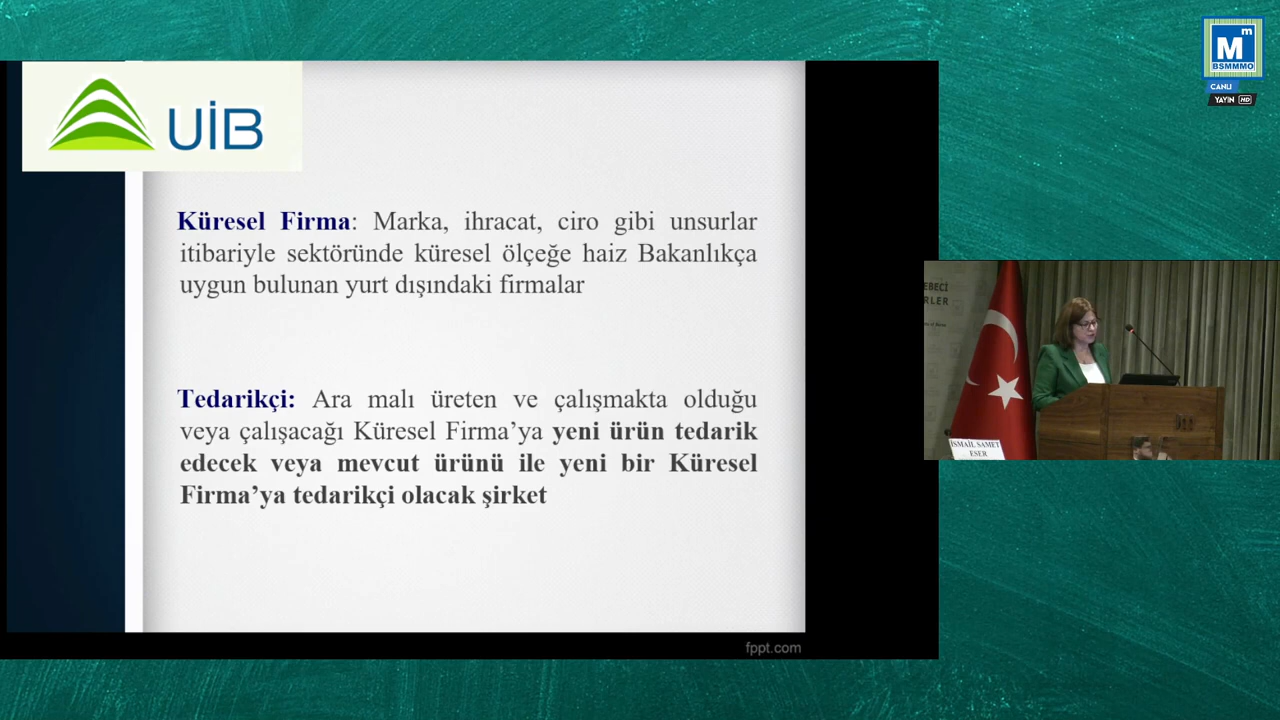 UİB
Küresel Firma: Marka, ihracat, ciro gibi unsurlar
itibariyle sektöründe küresel ölçeğe haiz Bakanlıkça
uygun bulunan yurt dışındaki firmalar
Tedarikçi: Ara malı üreten ve çalışmakta olduğu
veya çalışacağı Küresel Firma’ya yeni ürün tedarik
edecek veya mevcut ürünü ile yeni bir Küresel
Firma’ya tedarikçi olacak şirket
fppt.com
M m
BSMMMO
CANLI
YAYIN HD
EBECİ
RLER
İSMAİL SAMET
ESER